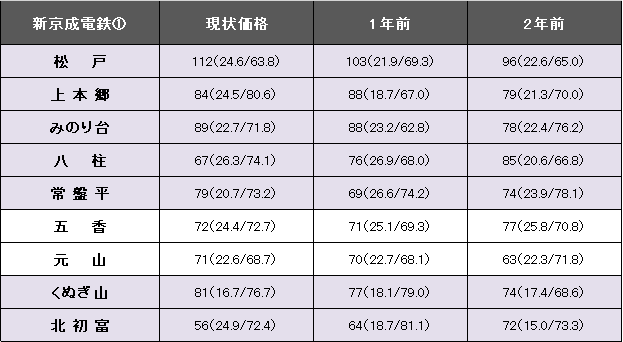 新京成電鉄① 現状価格 1年前 2年前
松 戸 112(24.6/63.8) 103(21.9/69.3) 96(22.6/65.0)
上 本 郷 84(24.5/80.6) 88(18.7/67.0) 79(21.3/70.0)
みのり台 89(22.7/71.8) 88(23.2/62.8) 78(22.4/76.2)
八 柱 67(26.3/74.1) 76(26.9/68.0) 85(20.6/66.8)
常 盤 平 79(20.7/73.2) 69(26.6/74.2) 74(23.9/78.1)
五 香 72(24.4/72.7) 71(25.1/69.3) 77(25.8/70.8)
元 山 71(22.6/68.7) 70(22.7/68.1) 63(22.3/71.8)
くぬぎ山 81(16.7/76.7) 77(18.1/79.0) 74(17.4/68.6)
北 初 富 56(24.9/72.4) 64(18.7/81.1) 72(15.0/73.3)